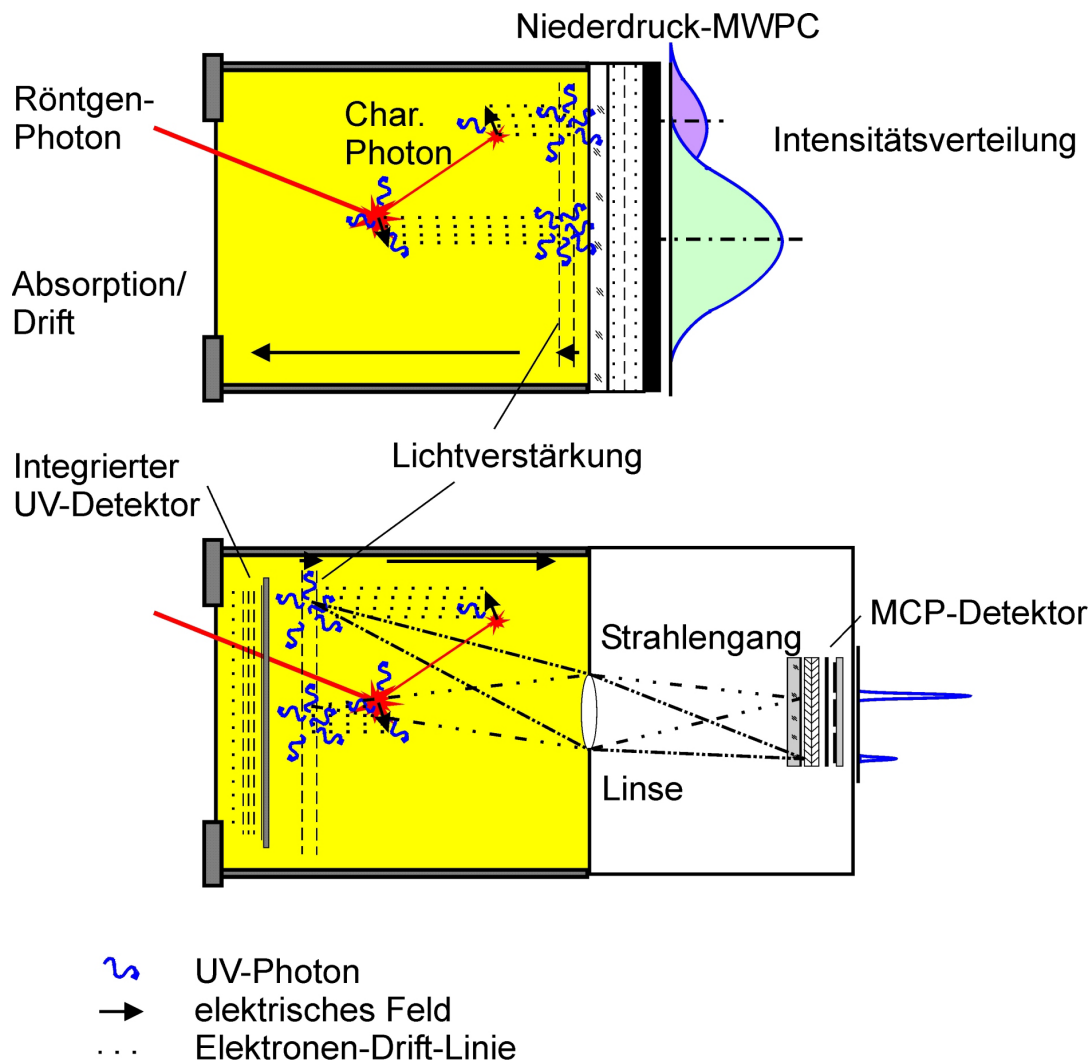 Niederdruck-MWPC
Röntgen-
Photon
Char.
Photon
Intensitätsverteilung
Absorption/
Drift
Lichtverstärkung
Integrierter
UV-Detektor
MCP-Detektor
Strahlengang
Linse
UV-Photon
elektrisches Feld
Elektronen-Drift-Linie